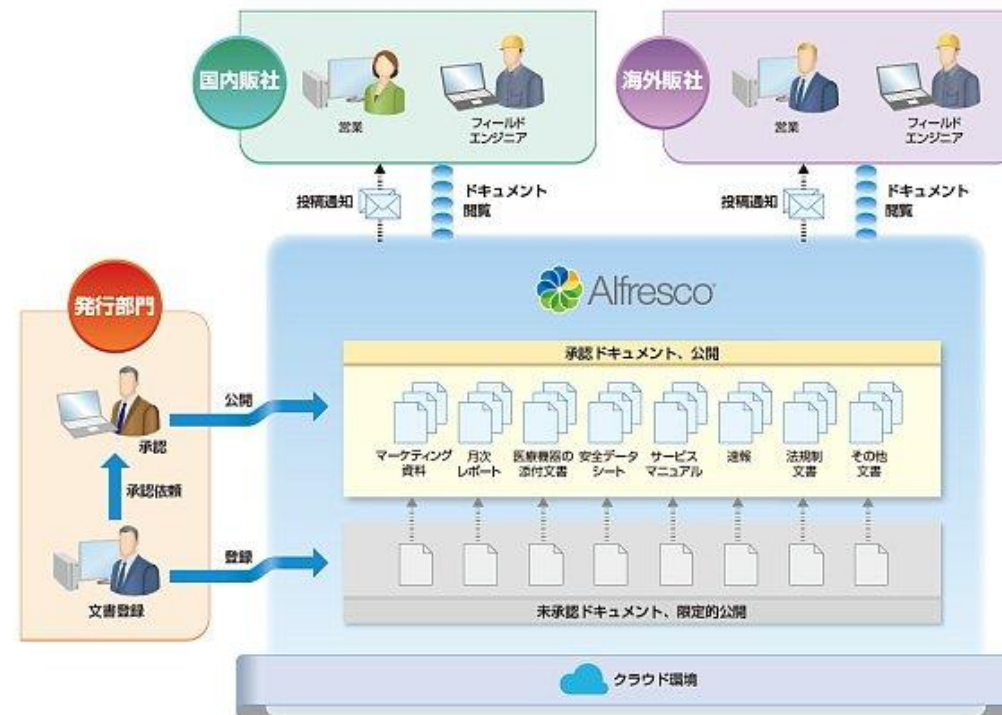 国内販社
営業
フィールド
エンジニア
海外販社
営業
フィールド
エンジニア
投稿通知
ドキュメント
閲覧
投稿通知
ドキュメント
閲覧
Alfresco
発行部門
承認
承認依頼
文書登録
公開
登録
承認ドキュメント、公開
マーケティング
資料
月次
レポート
医療機器の
添付文書
安全データ
シート
サービス
マニュアル
速報
法規制
文書
その他
文書
未承認ドキュメント、限定的公開
クラウド環境